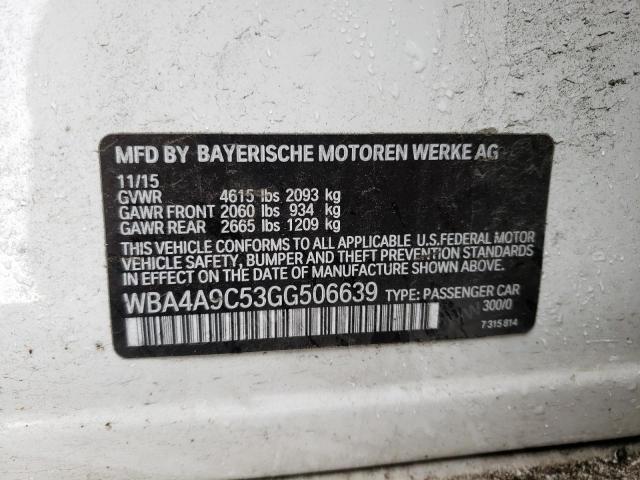 MFD BY BAYERISCHE MOTOREN WERKE AG
11/15
GVWR 4615 lbs 2093 kg
GAWR FRONT 2060 lbs 934 kg
GAWR REAR 2665 lbs 1209 kg
THIS VEHICLE CONFORMS TO ALL APPLICABLE U.S.FEDERAL MOTOR
VEHICLE SAFETY, BUMPER AND THEFT PREVENTION STANDARDS
IN EFFECT ON THE DATE OF MANUFACTURE SHOWN ABOVE.
WBA4A9C53GG506639 TYPE: PASSENGER CAR
300/0
7 315 814